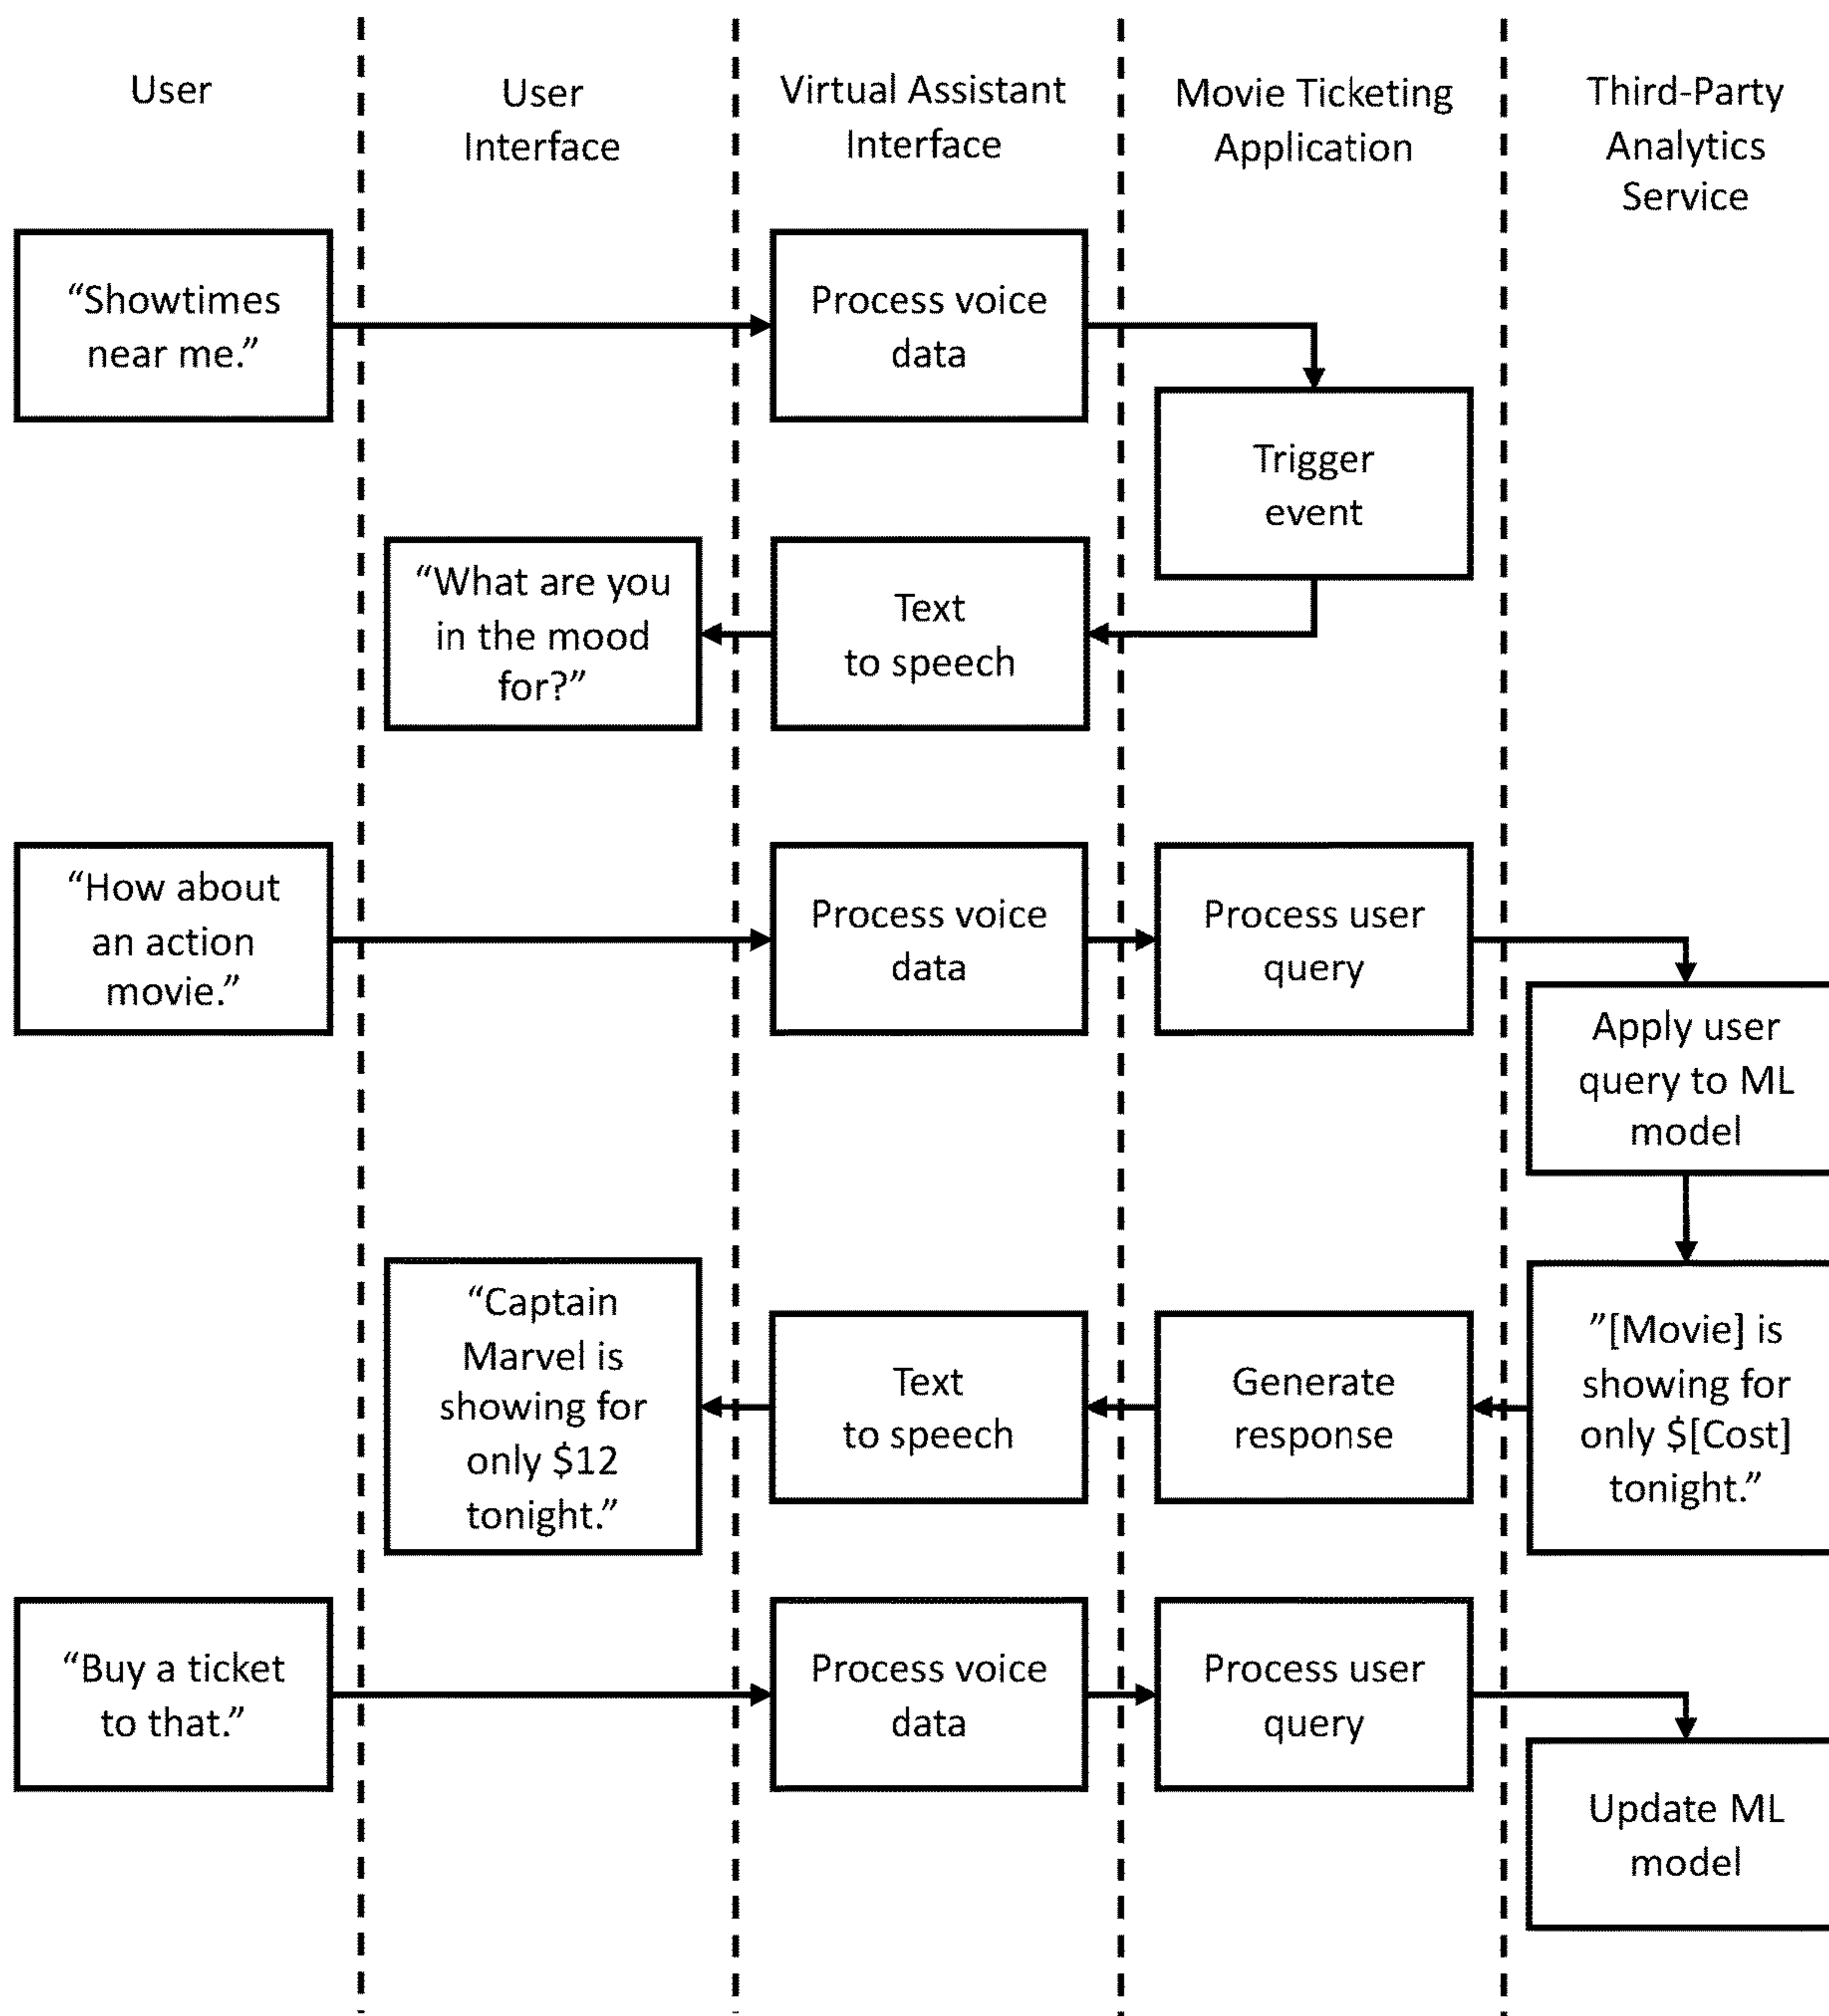 User
User
Interface
Virtual Assistant
Interface
Movie Ticketing
Application
Third-Party
Analytics
Service
“Showtimes
near me.”
Process voice
data
Trigger
event
“What are you
in the mood
for?”
Text
to speech
“How about
an action
movie.”
Process voice
data
Process user
query
Apply user
query to ML
model
“Captain
Marvel is
showing for
only $12
tonight.”
Text
to speech
Generate
response
”[Movie] is
showing for
only $[Cost]
tonight.”
“Buy a ticket
to that.”
Process voice
data
Process user
query
Update ML
model